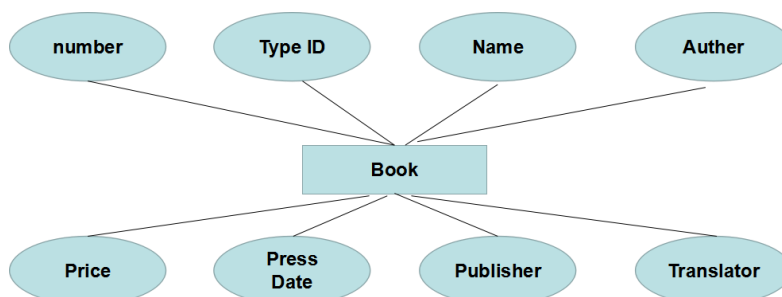 number
Type ID
Name
Auther
Book
Price
Press
Date
Publisher
Translator